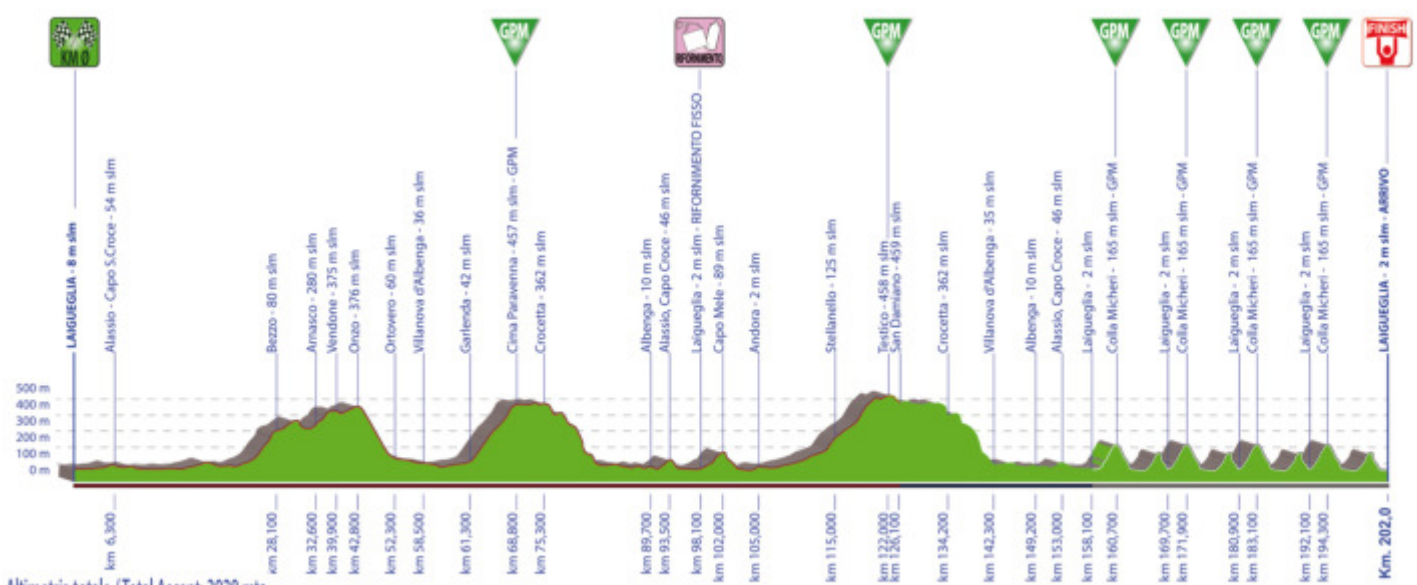 KM 0
GPM
RIFORNIMENTO
GPM
GPM
GPM
GPM
GPM
FINISH
LAIGUEGLIA - 8 m slm
Alassio - Capo S.Croce - 54 m slm
Bezzo - 80 m slm
Arnasco - 280 m slm
Vendone - 375 m slm
Onzo - 376 m slm
Ortovero - 60 m slm
Villanova d'Albenga - 36 m slm
Garlenda - 42 m slm
Cima Paravenna - 457 m slm - GPM
Crocetta - 362 m slm
Albenga - 10 m slm
Alassio, Capo Croce - 46 m slm
Laigueglia - 2 m slm - RIFORNIMENTO FISSO
Capo Mele - 89 m slm
Andora - 2 m slm
Stellanello - 125 m slm
Testico - 458 m slm
San Damiano - 459 m slm
Crocetta - 362 m slm
Villanova d'Albenga - 35 m slm
Albenga - 10 m slm
Alassio, Capo Croce - 46 m slm
Laigueglia - 2 m slm
Colla Micheri - 165 m slm - GPM
Laigueglia - 2 m slm
Colla Micheri - 165 m slm - GPM
Laigueglia - 2 m slm
Colla Micheri - 165 m slm - GPM
Laigueglia - 2 m slm
Colla Micheri - 165 m slm - GPM
LAIGUEGLIA - 2 m slm - ARRIVO
500 m
400 m
300 m
200 m
100 m
0 m
km 6,300
km 28,100
km 32,600
km 39,900
km 42,800
km 52,300
km 58,500
km 61,300
km 68,800
km 75,300
km 89,700
km 93,500
km 98,100
km 102,000
km 105,000
km 115,000
km 122,000
km 126,100
km 134,200
km 142,300
km 149,200
km 153,000
km 158,100
km 160,700
km 169,700
km 171,900
km 180,900
km 183,100
km 192,100
km 194,300
Km. 202,0